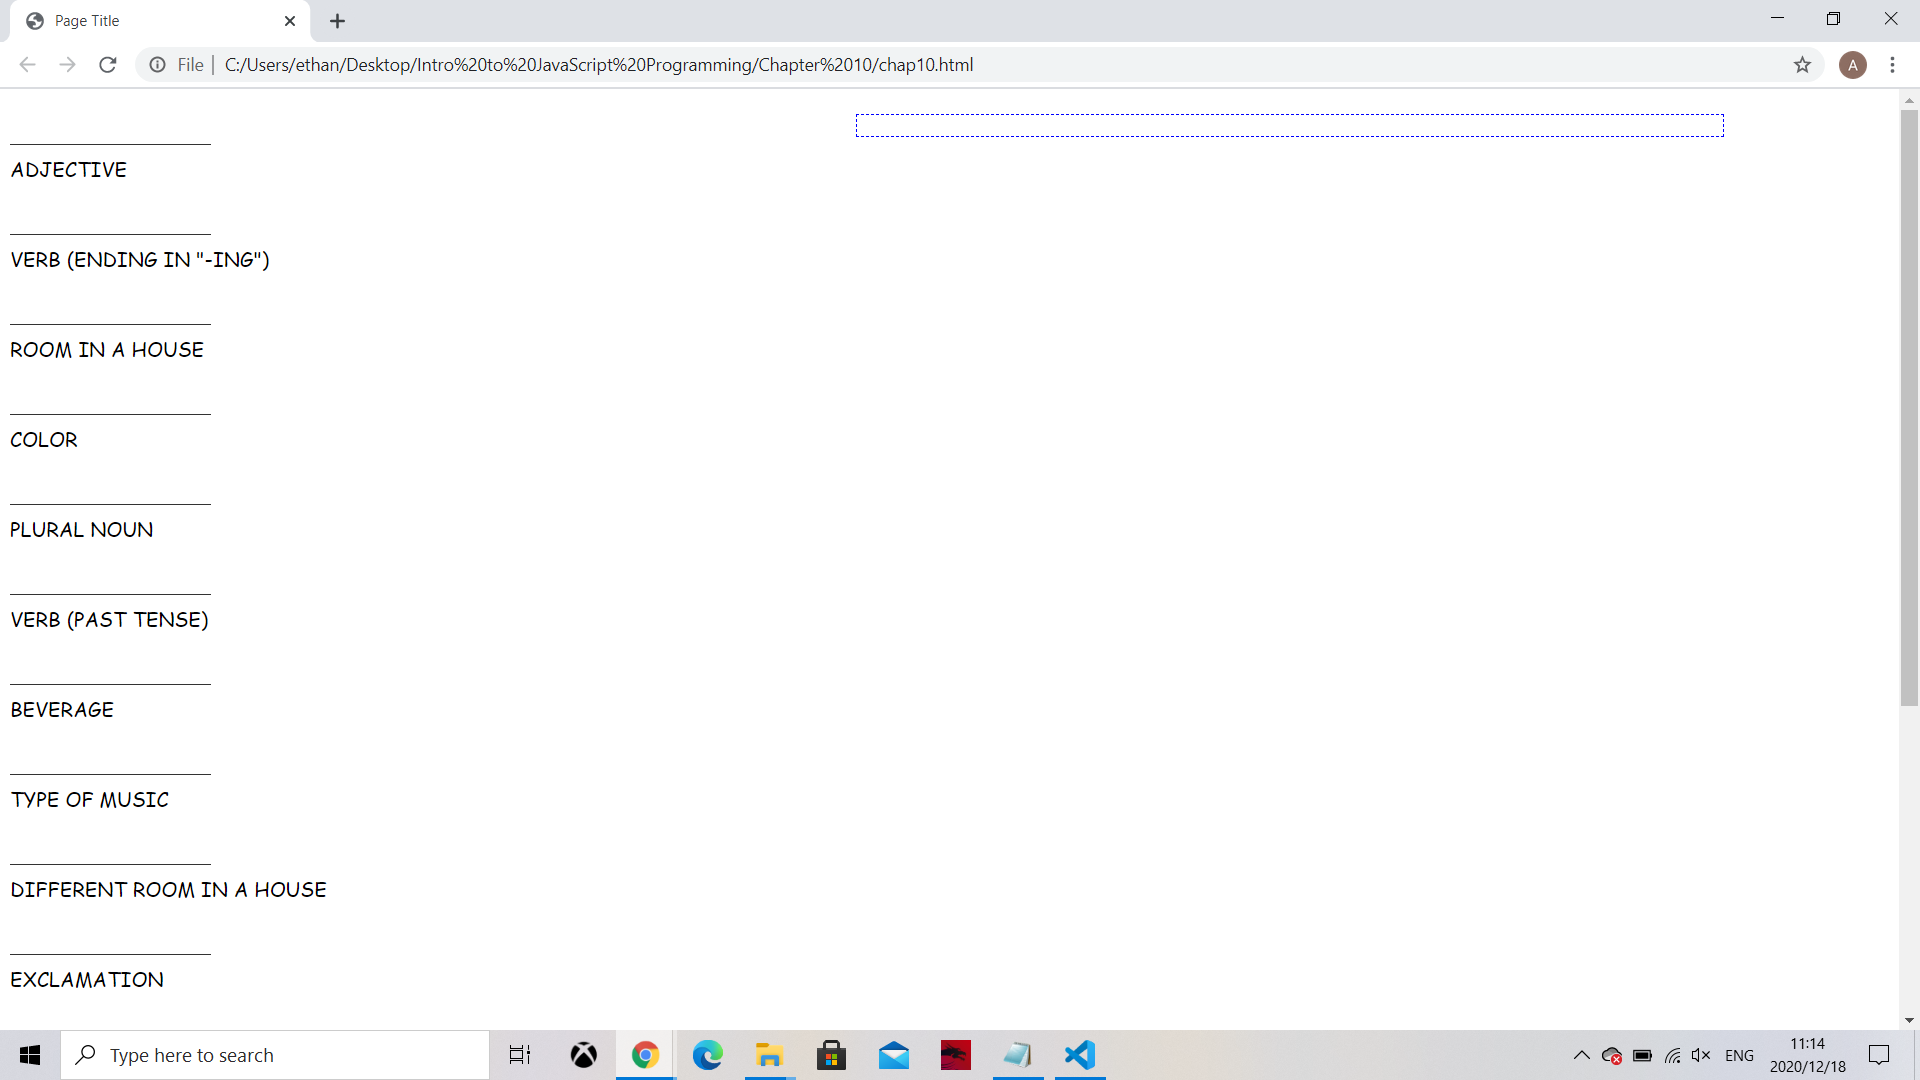 Page Title
File | C:/Users/ethan/Desktop/Intro%20to%20JavaScript%20Programming/Chapter%2010/chap10.html
A
ADJECTIVE
VERB (ENDING IN "-ING")
ROOM IN A HOUSE
COLOR
PLURAL NOUN
VERB (PAST TENSE)
BEVERAGE
TYPE OF MUSIC
DIFFERENT ROOM IN A HOUSE
EXCLAMATION
Type here to search
ENG
11:14
2020/12/18